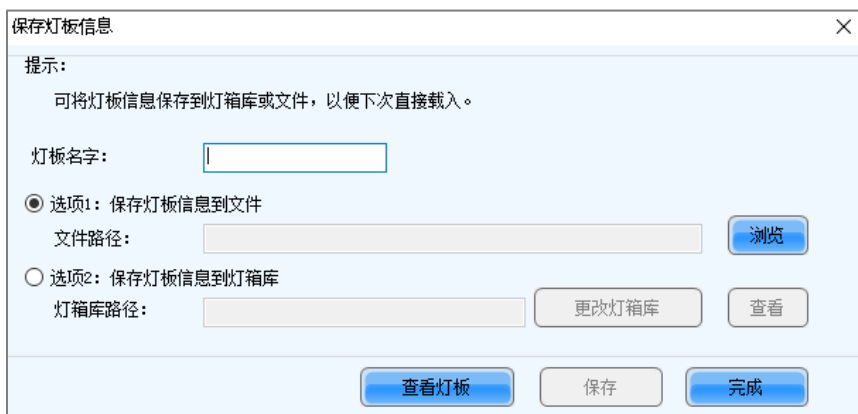 保存灯板信息
提示：
可将灯板信息保存到灯箱库或文件，以便下次直接载入。
灯板名字：
选项1：保存灯板信息到文件
文件路径： 浏览
选项2：保存灯板信息到灯箱库
灯箱库路径： 更改灯箱库 查看
查看灯板 保存 完成